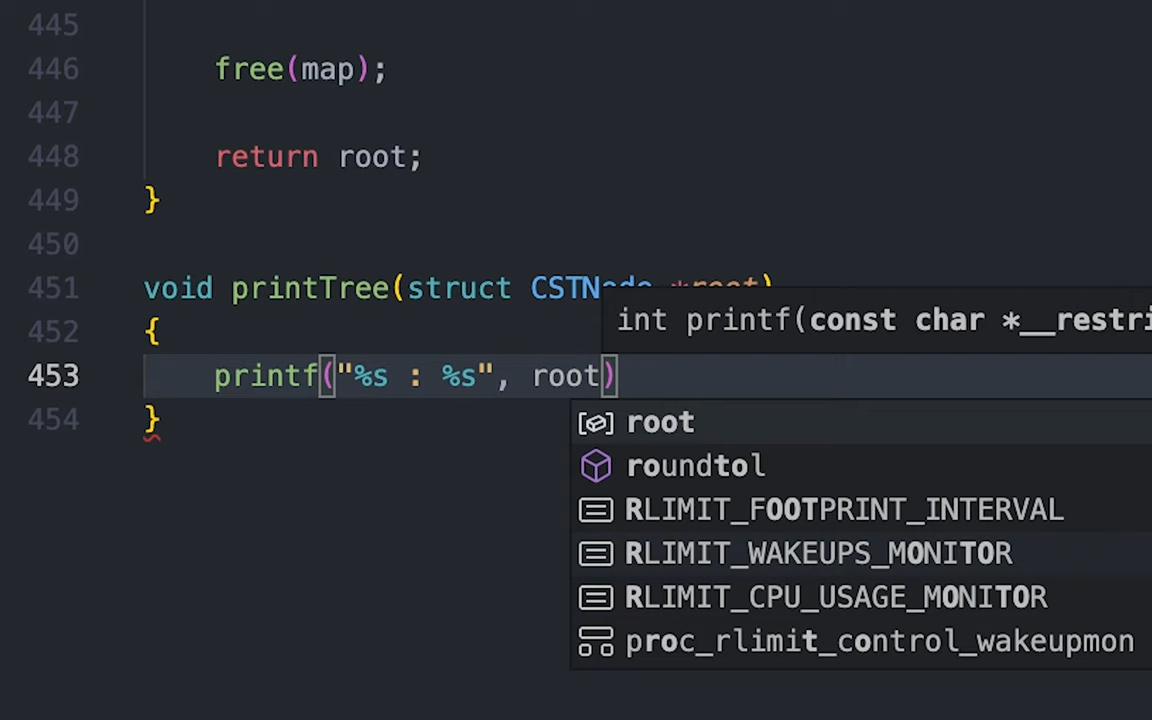 445
446 free(map);
447
448 return root;
449 }
450
451 void printTree(struct CSTNode *root)
int printf(const char *__restri
452 {
453 printf("%s : %s", root)
454 }
root
roundtol
RLIMIT_FOOTPRINT_INTERVAL
RLIMIT_WAKEUPS_MONITOR
RLIMIT_CPU_USAGE_MONITOR
proc_rlimit_control_wakeupmon